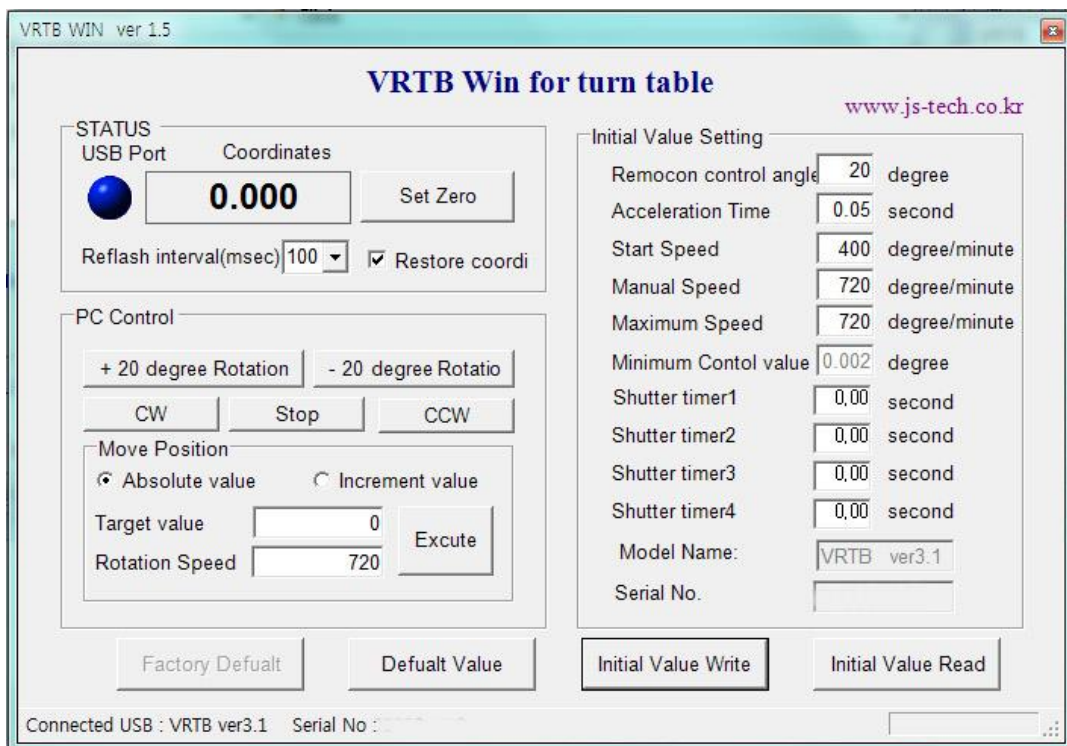 VRTB WIN ver 1.5
VRTB Win for turn table
www.js-tech.co.kr
STATUS
USB Port Coordinates
0.000
Set Zero
Reflash interval(msec) 100
Restore coordi
PC Control
+ 20 degree Rotation
- 20 degree Rotatio
CW
Stop
CCW
Move Position
Absolute value
Increment value
Target value 0
Rotation Speed 720
Excute
Initial Value Setting
Remocon control angle 20 degree
Acceleration Time 0.05 second
Start Speed 400 degree/minute
Manual Speed 720 degree/minute
Maximum Speed 720 degree/minute
Minimum Contol value 0.002 degree
Shutter timer1 0,00 second
Shutter timer2 0,00 second
Shutter timer3 0,00 second
Shutter timer4 0,00 second
Model Name: VRTB ver3.1
Serial No.
Factory Defualt
Defualt Value
Initial Value Write
Initial Value Read
Connected USB : VRTB ver3.1 Serial No :